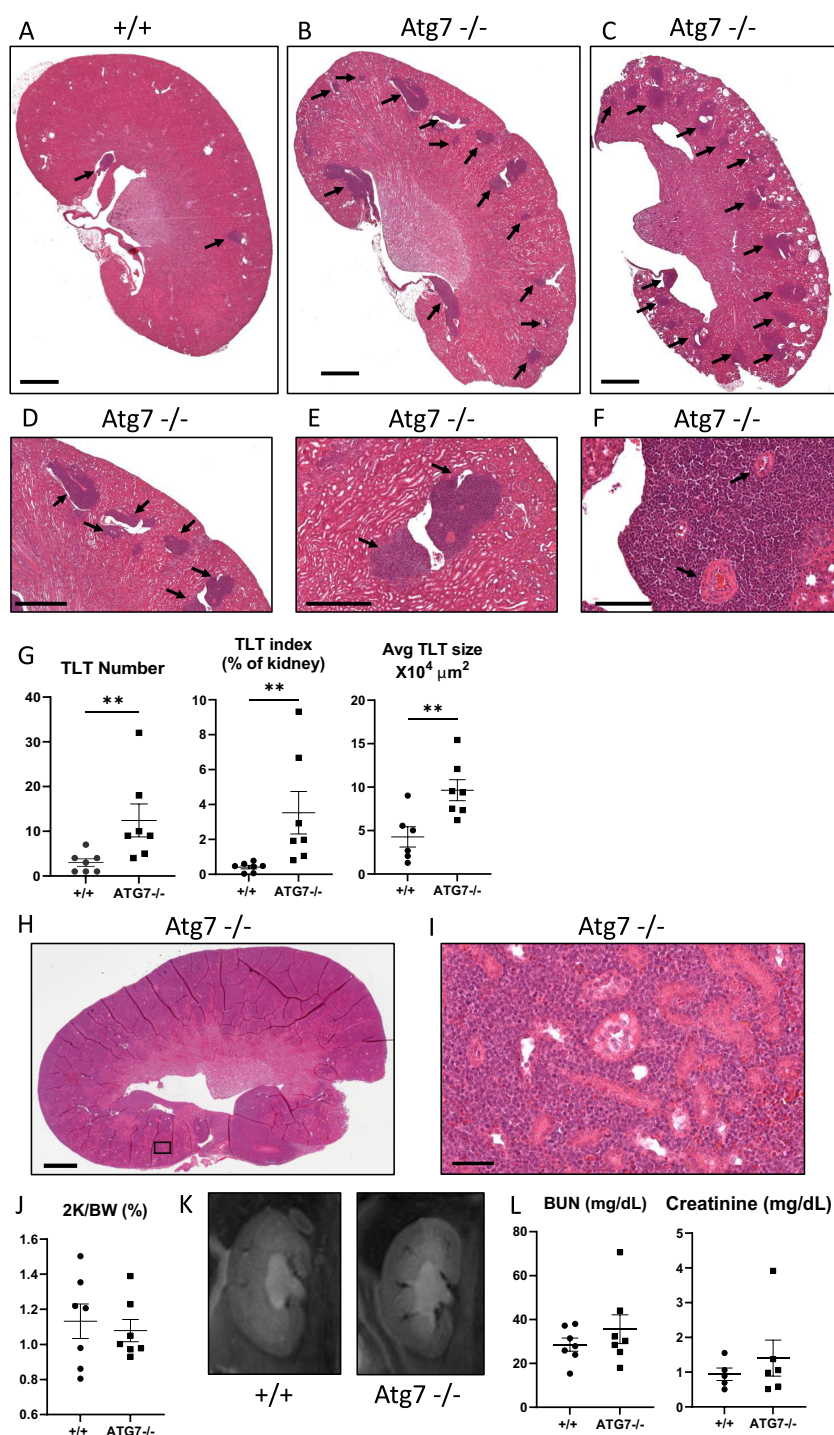 A +/+ B Atg7 -/- C Atg7 -/-
D Atg7 -/- E Atg7 -/- F Atg7 -/-
G
TLT Number
**
40
30
20
10
0
+/+ ATG7-/-
TLT index
(% of kidney)
**
10
8
6
4
2
0
+/+ ATG7-/-
Avg TLT size
X10⁴ μm²
**
20
15
10
5
0
+/+ ATG7-/-
H Atg7 -/- I Atg7 -/-
J 2K/BW (%)
1.6
1.4
1.2
1.0
0.8
0.6
+/+ ATG7-/-
K
+/+ Atg7 -/-
L BUN (mg/dL)
80
60
40
20
0
+/+ ATG7-/-
Creatinine (mg/dL)
5
4
3
2
1
0
+/+ ATG7-/-